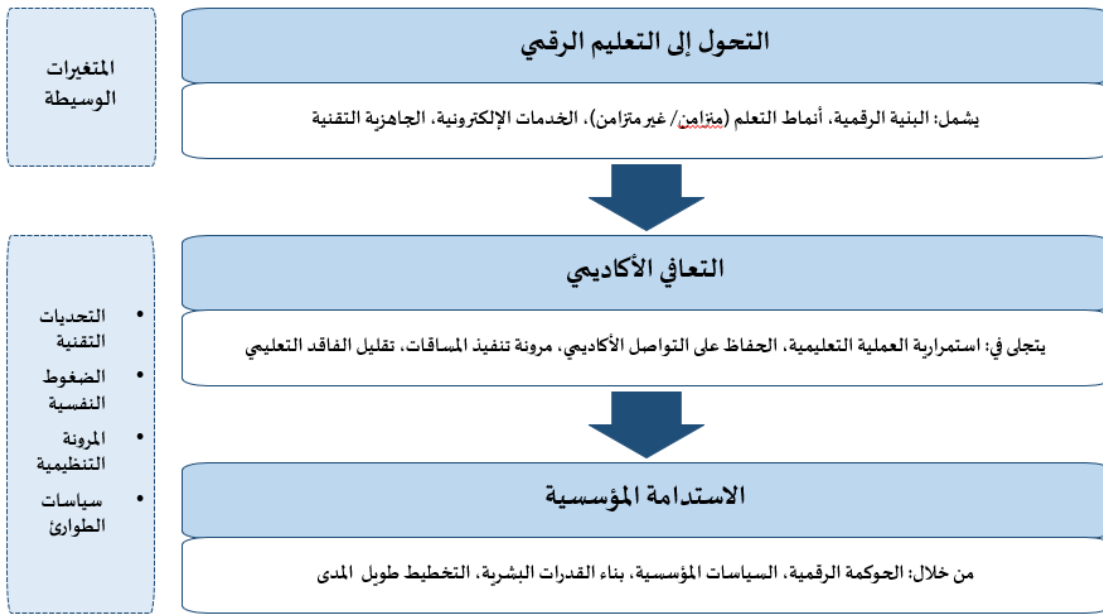 التحول إلى التعليم الرقمي
يشمل: البنية الرقمية، أنماط التعلم (متزامن/ غير متزامن)، الخدمات الإلكترونية، الجاهزية التقنية
التعافي الأكاديمي
يتجلى في: استمرارية العملية التعليمية، الحفاظ على التواصل الأكاديمي، مرونة تنفيذ المساقات، تقليل الفاقد التعليمي
الاستدامة المؤسسية
من خلال: الحوكمة الرقمية، السياسات المؤسسية، بناء القدرات البشرية، التخطيط طويل المدى
المتغيرات
الوسيطة
• التحديات
التقنية
• الضغوط
النفسية
• المرونة
التنظيمية
• سياسات
الطوارئ